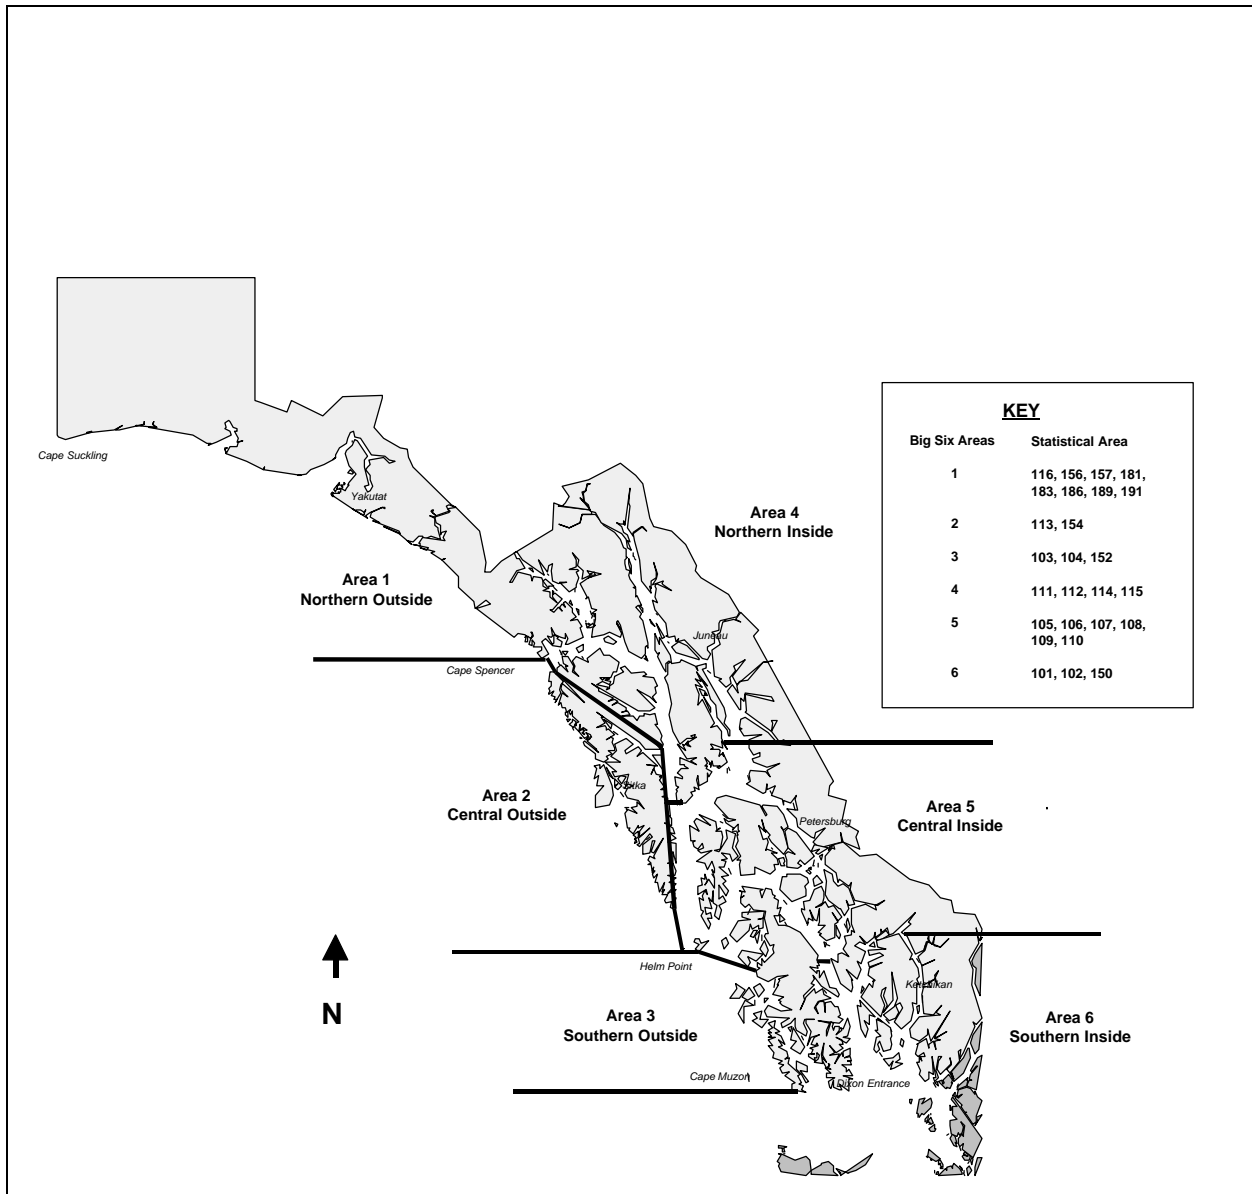 KEY
Big Six Areas Statistical Area
1 116, 156, 157, 181,
183, 186, 189, 191
2 113, 154
3 103, 104, 152
4 111, 112, 114, 115
5 105, 106, 107, 108,
109, 110
6 101, 102, 150
Cape Suckling
Yakutat
Area 4
Northern Inside
Area 1
Northern Outside
Juneau
Cape Spencer
Area 2
Central Outside
Sitka
Petersburg
Area 5
Central Inside
Helm Point
Ketchikan
N
Area 3
Southern Outside
Area 6
Southern Inside
Cape Muzon
Dixon Entrance